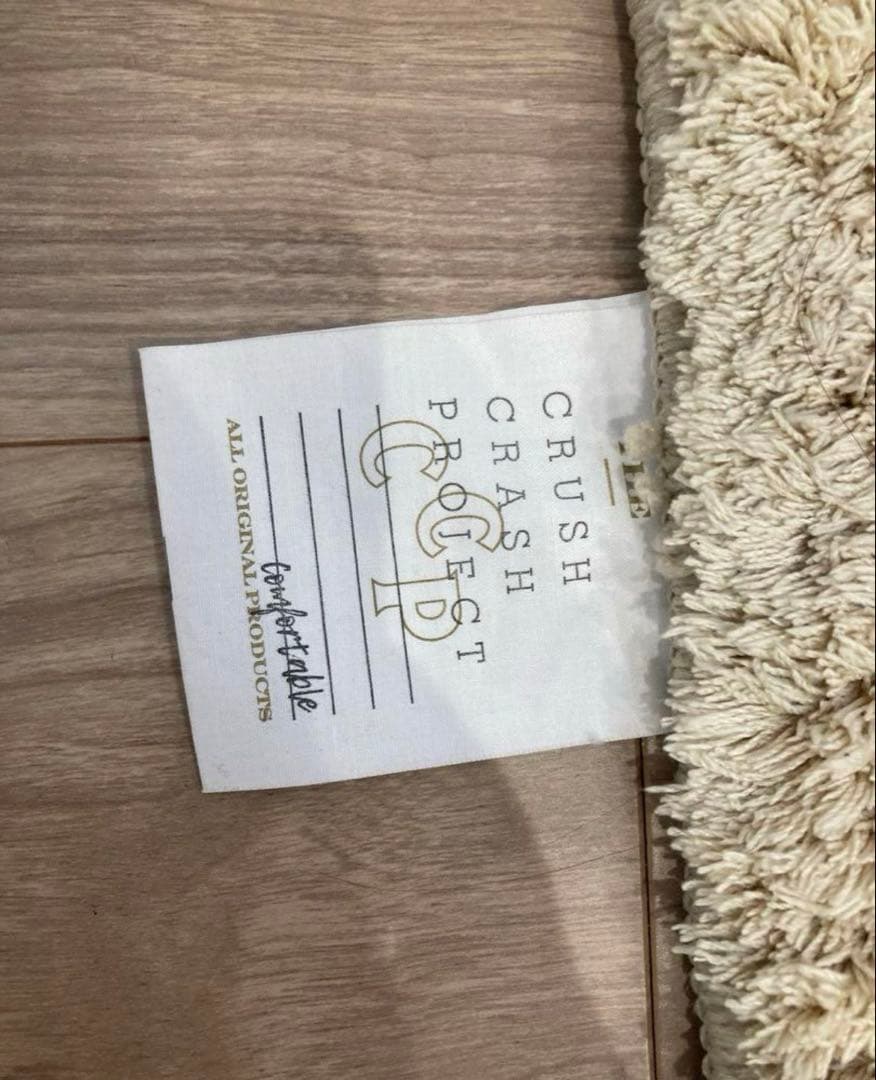 CRUSH
CRASH
PROJECT
CCP
comfortable
ALL ORIGINAL PRODUCTS